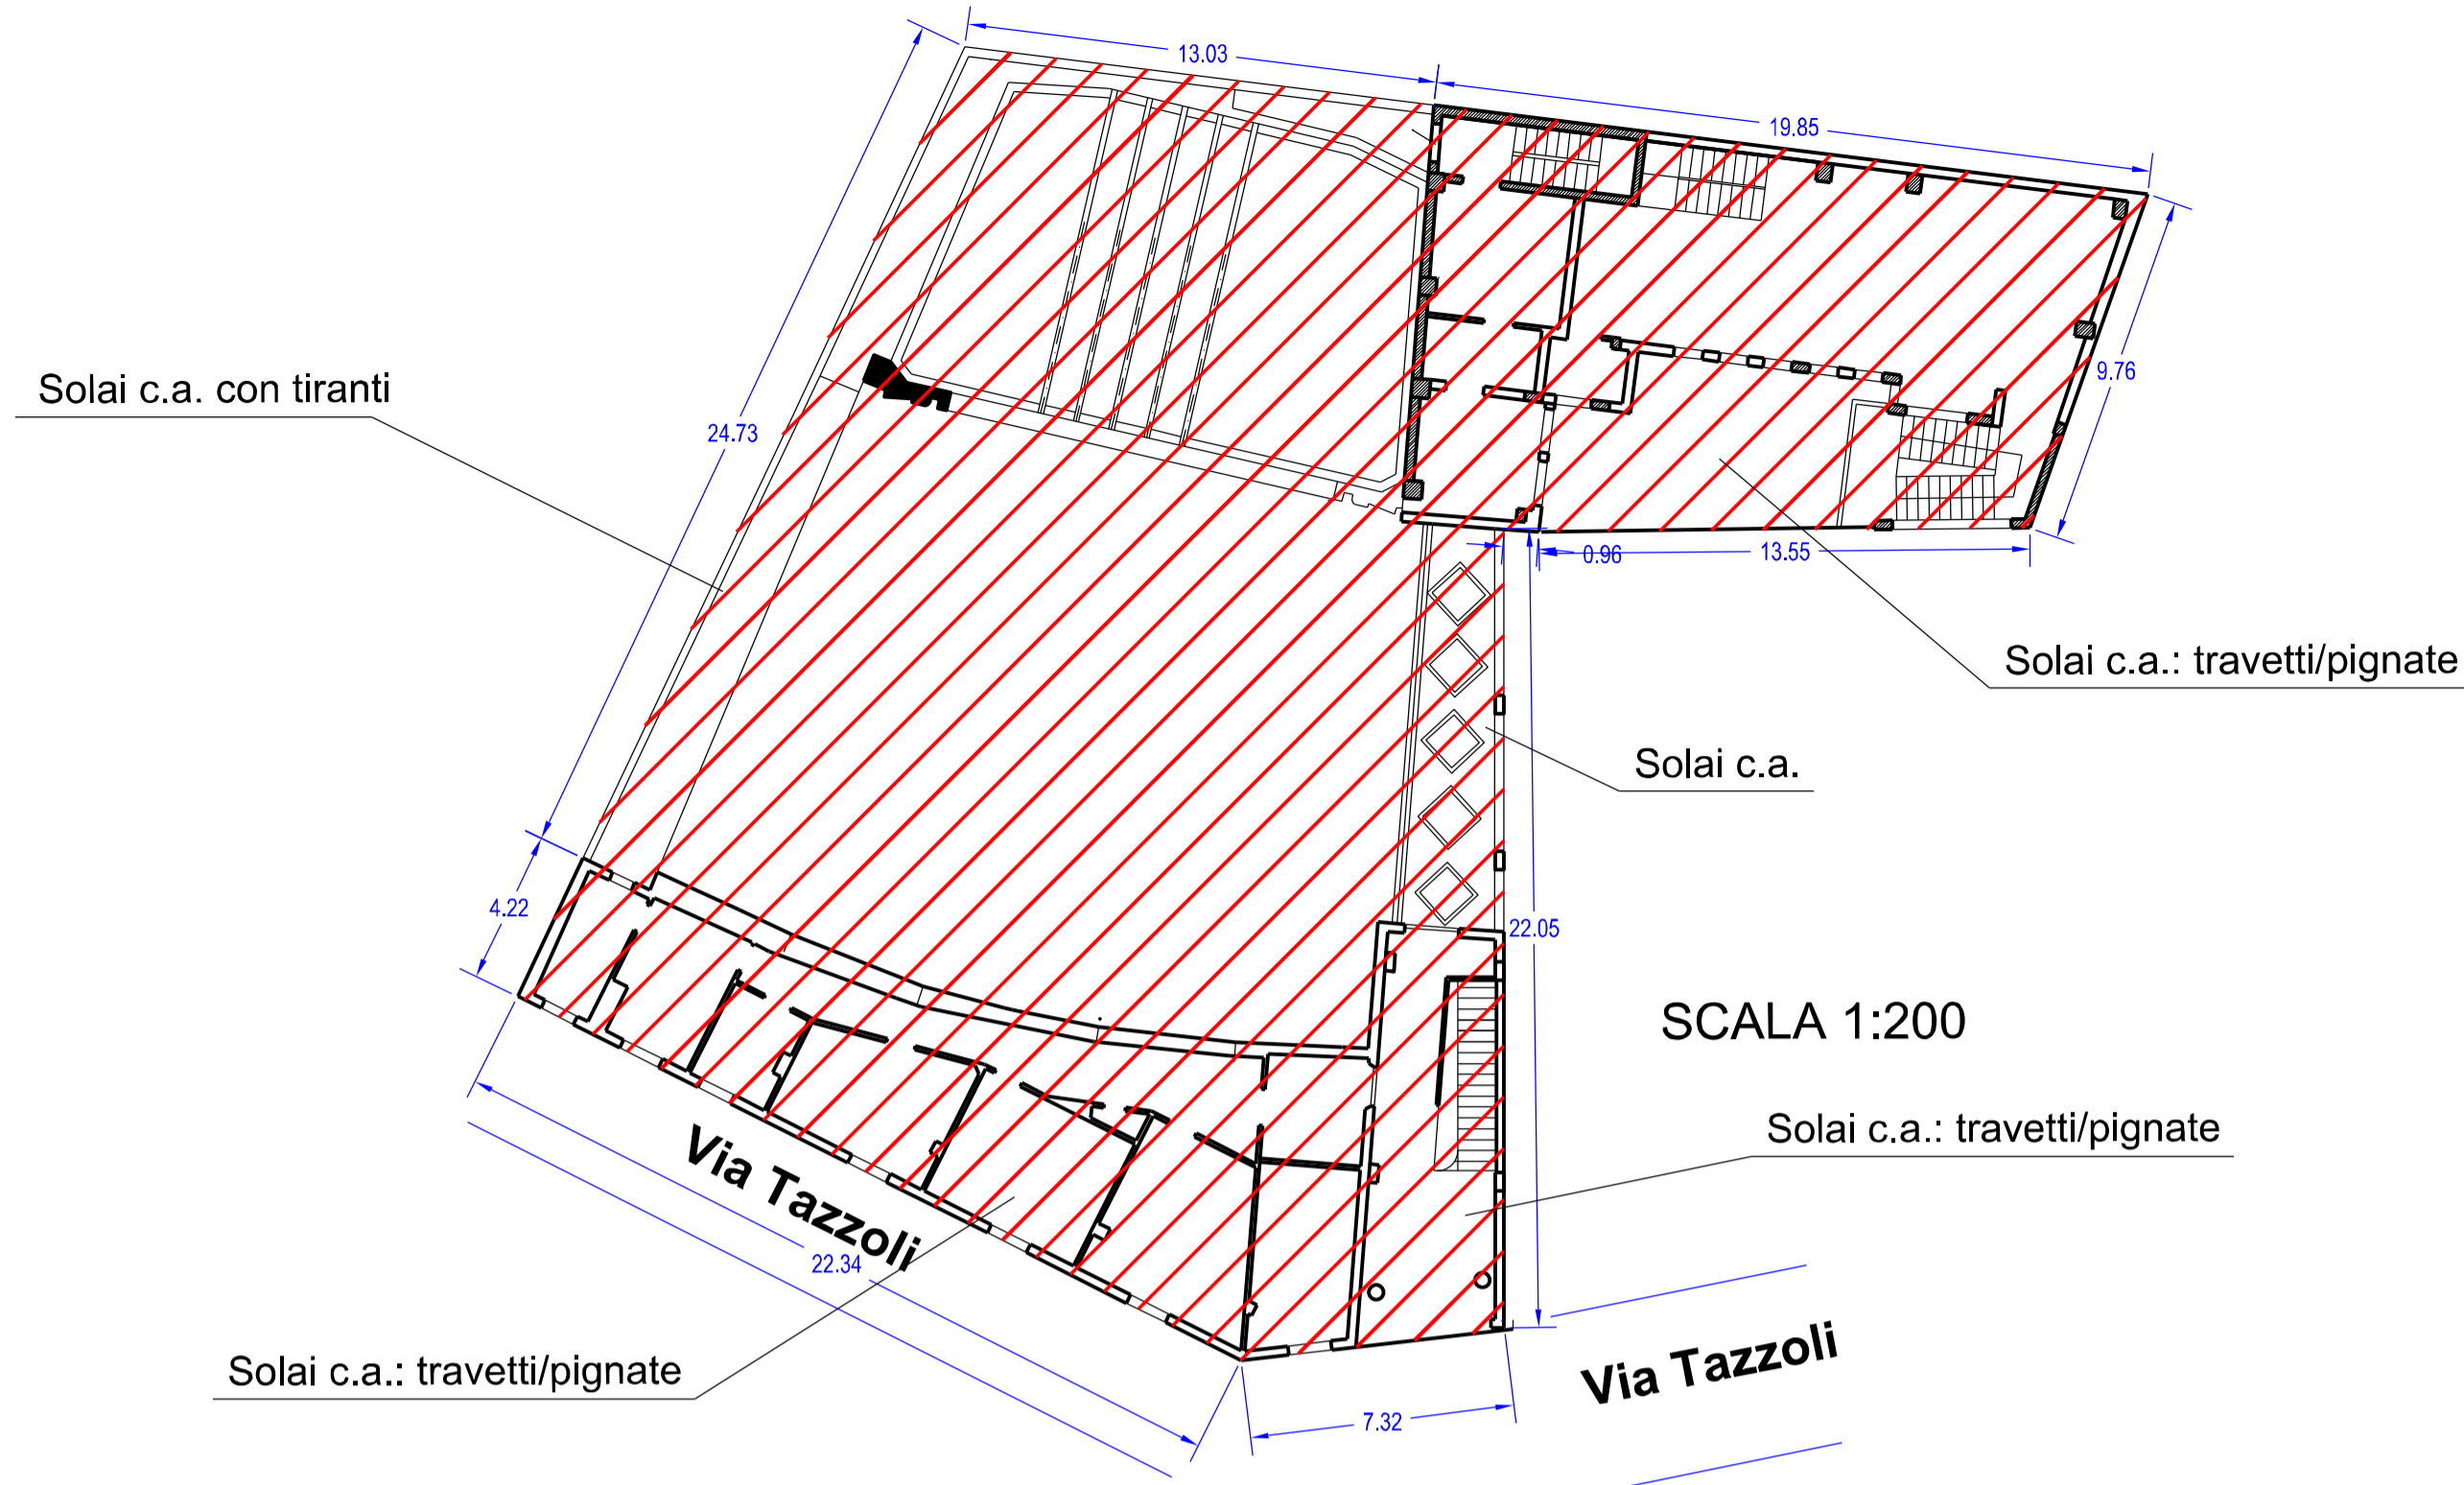 13.03
19.85
9.76
Solai c.a. con tiranti
24.73
0.96
13.55
Solai c.a.: travetti/pignate
Solai c.a.
4.22
22.05
SCALA 1:200
Solai c.a.: travetti/pignate
Via Tazzoli
22.34
Via Tazzoli
Solai c.a.: travetti/pignate
7.32